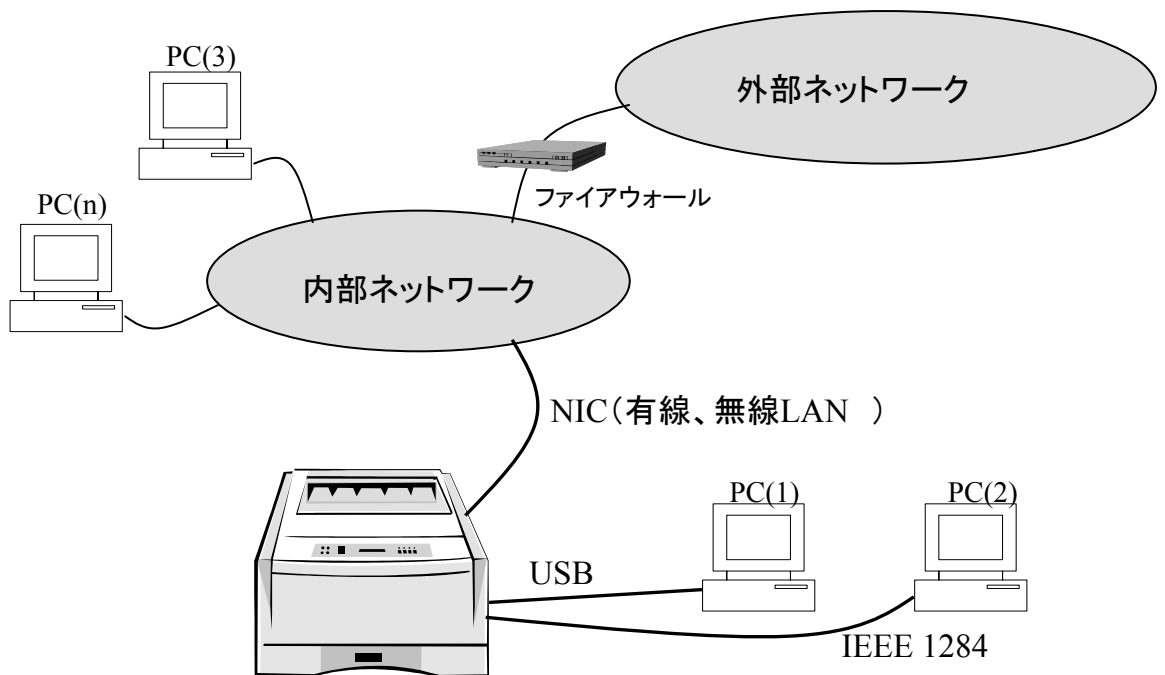 PC(3)
外部ネットワーク
ファイアウォール
PC(n)
内部ネットワーク
NIC(有線、無線LAN )
PC(1)
PC(2)
USB
IEEE 1284